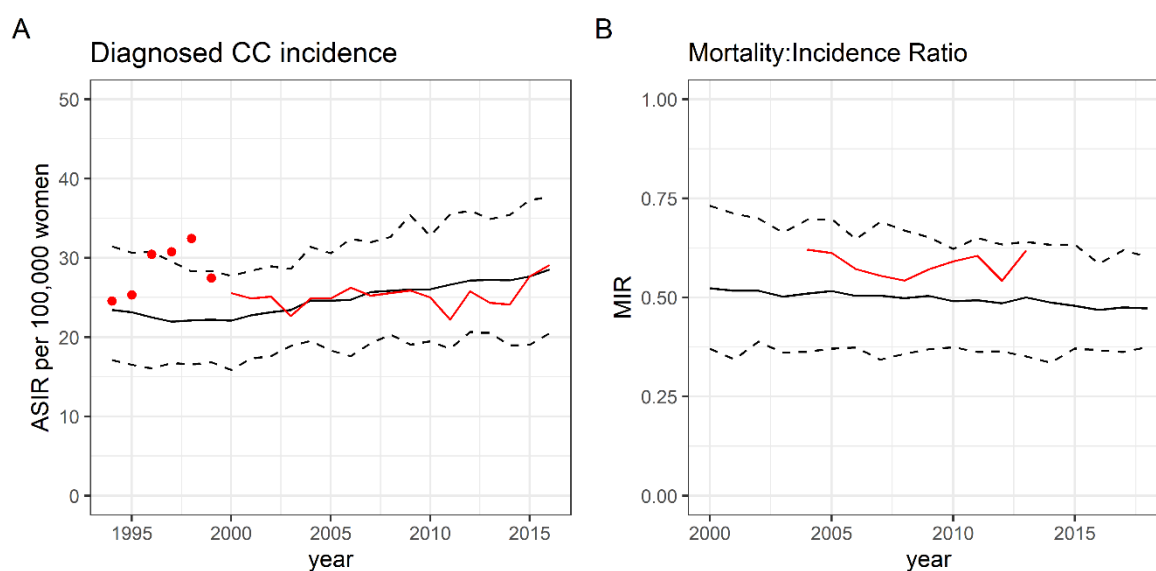 A
Diagnosed CC incidence
ASIR per 100,000 women
50
40
30
20
10
0
1995 2000 2005 2010 2015
year
B
Mortality:Incidence Ratio
MIR
1.00
0.75
0.50
0.25
0.00
2000 2005 2010 2015
year